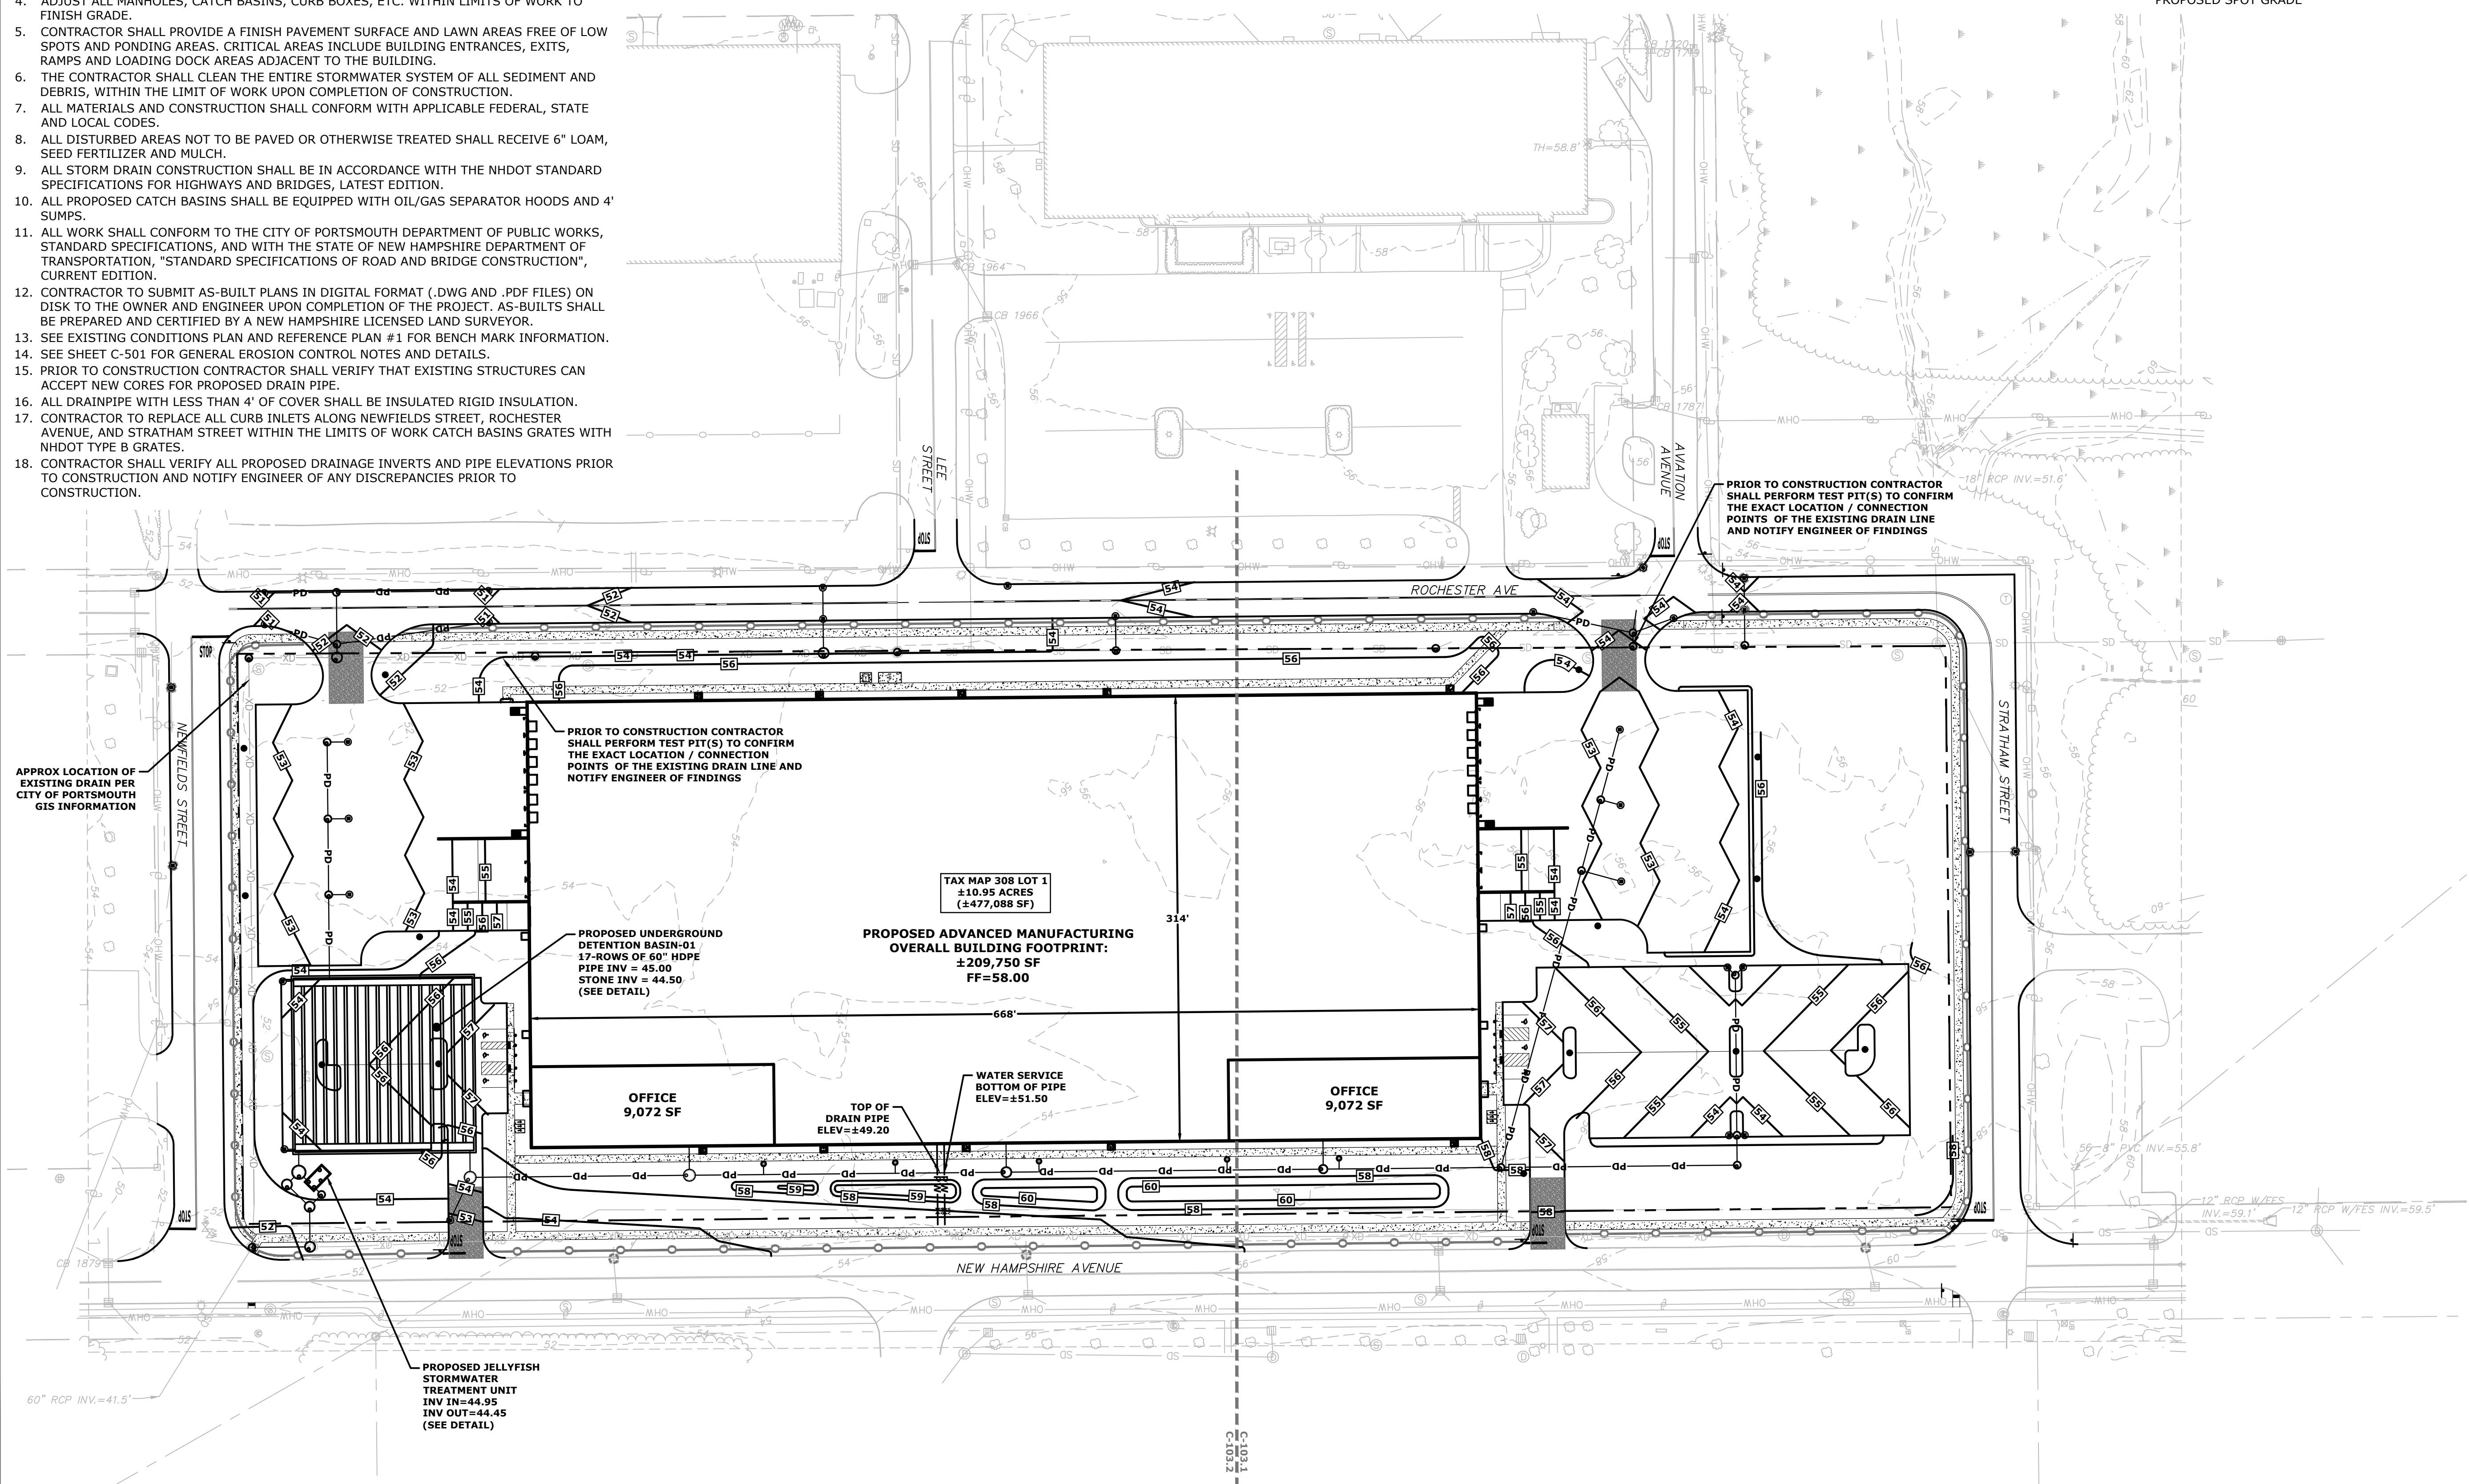 4. ADJUST ALL MANHOLES, CATCH BASINS, CURB BOXES, ETC. WITHIN LIMITS OF WORK TO
FINISH GRADE.
5. CONTRACTOR SHALL PROVIDE A FINISH PAVEMENT SURFACE AND LAWN AREAS FREE OF LOW
SPOTS AND PONDING AREAS. CRITICAL AREAS INCLUDE BUILDING ENTRANCES, EXITS,
RAMPS AND LOADING DOCK AREAS ADJACENT TO THE BUILDING.
6. THE CONTRACTOR SHALL CLEAN THE ENTIRE STORMWATER SYSTEM OF ALL SEDIMENT AND
DEBRIS, WITHIN THE LIMIT OF WORK UPON COMPLETION OF CONSTRUCTION.
7. ALL MATERIALS AND CONSTRUCTION SHALL CONFORM WITH APPLICABLE FEDERAL, STATE
AND LOCAL CODES.
8. ALL DISTURBED AREAS NOT TO BE PAVED OR OTHERWISE TREATED SHALL RECEIVE 6" LOAM,
SEED FERTILIZER AND MULCH.
9. ALL STORM DRAIN CONSTRUCTION SHALL BE IN ACCORDANCE WITH THE NHDOT STANDARD
SPECIFICATIONS FOR HIGHWAYS AND BRIDGES, LATEST EDITION.
10. ALL PROPOSED CATCH BASINS SHALL BE EQUIPPED WITH OIL/GAS SEPARATOR HOODS AND 4'
SUMPS.
11. ALL WORK SHALL CONFORM TO THE CITY OF PORTSMOUTH DEPARTMENT OF PUBLIC WORKS,
STANDARD SPECIFICATIONS, AND WITH THE STATE OF NEW HAMPSHIRE DEPARTMENT OF
TRANSPORTATION, "STANDARD SPECIFICATIONS OF ROAD AND BRIDGE CONSTRUCTION",
CURRENT EDITION.
12. CONTRACTOR TO SUBMIT AS-BUILT PLANS IN DIGITAL FORMAT (.DWG AND .PDF FILES) ON
DISK TO THE OWNER AND ENGINEER UPON COMPLETION OF THE PROJECT. AS-BUILTS SHALL
BE PREPARED AND CERTIFIED BY A NEW HAMPSHIRE LICENSED LAND SURVEYOR.
13. SEE EXISTING CONDITIONS PLAN AND REFERENCE PLAN #1 FOR BENCH MARK INFORMATION.
14. SEE SHEET C-501 FOR GENERAL EROSION CONTROL NOTES AND DETAILS.
15. PRIOR TO CONSTRUCTION CONTRACTOR SHALL VERIFY THAT EXISTING STRUCTURES CAN
ACCEPT NEW CORES FOR PROPOSED DRAIN PIPE.
16. ALL DRAINPIPE WITH LESS THAN 4' OF COVER SHALL BE INSULATED RIGID INSULATION.
17. CONTRACTOR TO REPLACE ALL CURB INLETS ALONG NEWFIELDS STREET, ROCHESTER
AVENUE, AND STRATHAM STREET WITHIN THE LIMITS OF WORK CATCH BASINS GRATES WITH
NHDOT TYPE B GRATES.
18. CONTRACTOR SHALL VERIFY ALL PROPOSED DRAINAGE INVERTS AND PIPE ELEVATIONS PRIOR
TO CONSTRUCTION AND NOTIFY ENGINEER OF ANY DISCREPANCIES PRIOR TO
CONSTRUCTION.
PROPOSED SPOT GRADE
CB 1720
CB 1719
TH=58.8'
CB 1964
CB 1966
CB 1787
18" RCP INV.=51.6'
LEE
STREET
AVIATION
AVENUE
PRIOR TO CONSTRUCTION CONTRACTOR
SHALL PERFORM TEST PIT(S) TO CONFIRM
THE EXACT LOCATION / CONNECTION
POINTS OF THE EXISTING DRAIN LINE
AND NOTIFY ENGINEER OF FINDINGS
STOP
STOP
ROCHESTER AVE
STOP
NEWFIELDS STREET
STRATHAM STREET
APPROX LOCATION OF
EXISTING DRAIN PER
CITY OF PORTSMOUTH
GIS INFORMATION
PRIOR TO CONSTRUCTION CONTRACTOR
SHALL PERFORM TEST PIT(S) TO CONFIRM
THE EXACT LOCATION / CONNECTION
POINTS OF THE EXISTING DRAIN LINE AND
NOTIFY ENGINEER OF FINDINGS
TAX MAP 308 LOT 1
±10.95 ACRES
(±477,088 SF)
314'
PROPOSED ADVANCED MANUFACTURING
OVERALL BUILDING FOOTPRINT:
±209,750 SF
FF=58.00
PROPOSED UNDERGROUND
DETENTION BASIN-01
17-ROWS OF 60" HDPE
PIPE INV = 45.00
STONE INV = 44.50
(SEE DETAIL)
668'
OFFICE
9,072 SF
TOP OF
DRAIN PIPE
ELEV=±49.20
WATER SERVICE
BOTTOM OF PIPE
ELEV=±51.50
OFFICE
9,072 SF
56-8" PVC INV.=55.8'
12" RCP W/FES
INV.=59.1'
12" RCP W/FES INV.=59.5'
STOP
STOP
STOP
STOP
CB 1879
NEW HAMPSHIRE AVENUE
60" RCP INV.=41.5'
PROPOSED JELLYFISH
STORMWATER
TREATMENT UNIT
INV IN=44.95
INV OUT=44.45
(SEE DETAIL)
C-103.2
C-103.1